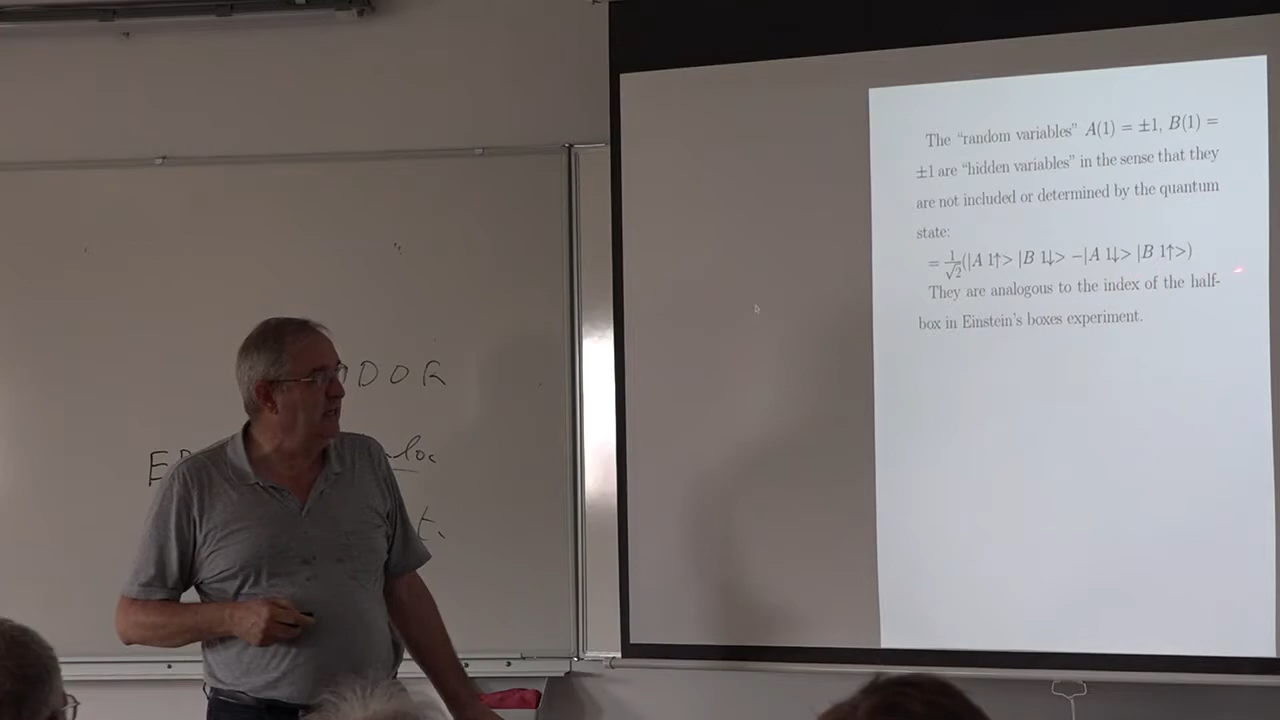 The “random variables” A(1) = ±1, B(1) =
±1 are “hidden variables” in the sense that they
are not included or determined by the quantum
state:
= 1/√2(|A 1↑> |B 1↓> −|A 1↓> |B 1↑>)
They are analogous to the index of the half-
box in Einstein's boxes experiment.
loc
t.